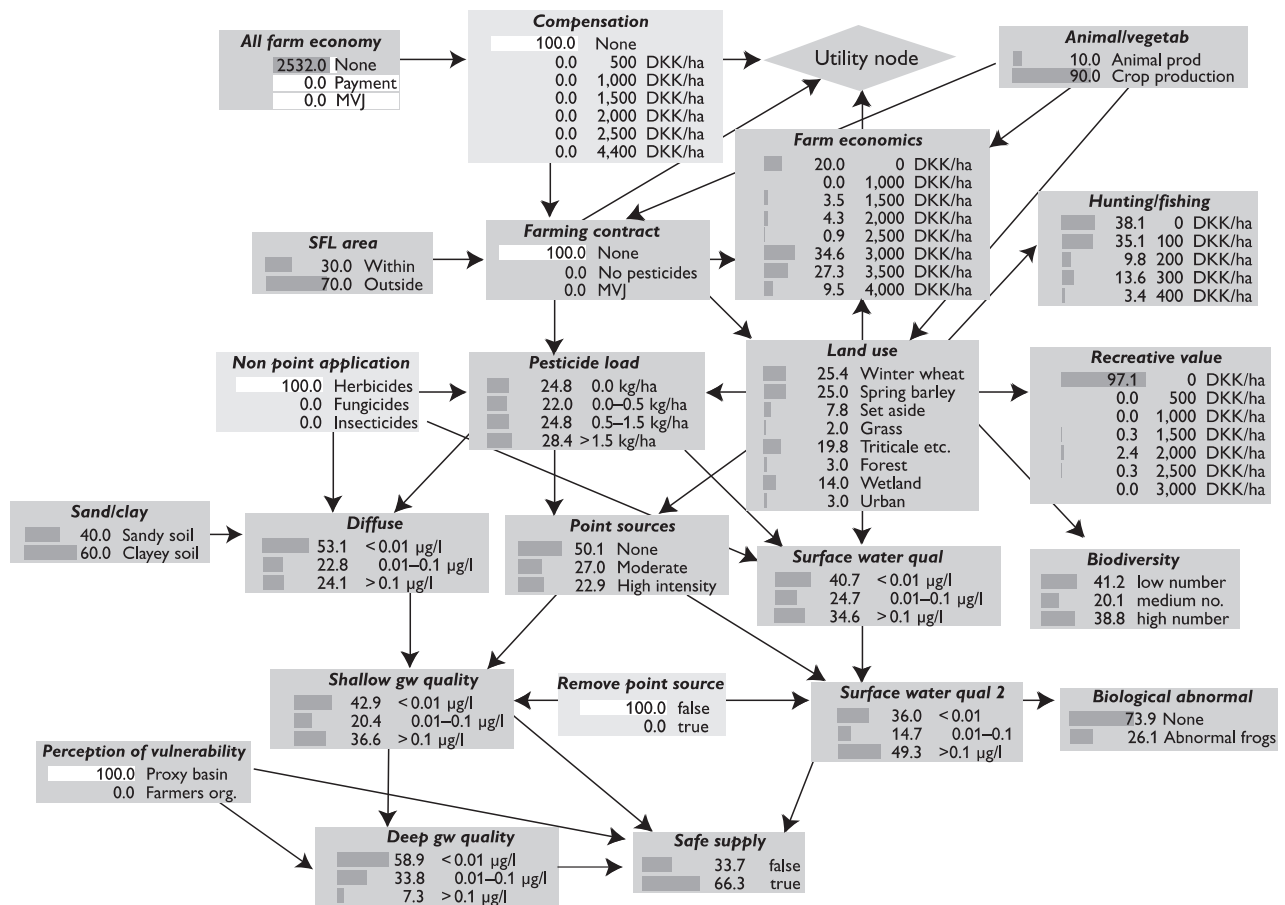 All farm economy
2532.0 None
0.0 Payment
0.0 MVJ
Compensation
100.0 None
0.0 500 DKK/ha
0.0 1,000 DKK/ha
0.0 1,500 DKK/ha
0.0 2,000 DKK/ha
0.0 2,500 DKK/ha
0.0 4,400 DKK/ha
Utility node
Animal/vegetab
10.0 Animal prod
90.0 Crop production
Farm economics
20.0 0 DKK/ha
0.0 1,000 DKK/ha
3.5 1,500 DKK/ha
4.3 2,000 DKK/ha
0.9 2,500 DKK/ha
34.6 3,000 DKK/ha
27.3 3,500 DKK/ha
9.5 4,000 DKK/ha
Hunting/fishing
38.1 0 DKK/ha
35.1 100 DKK/ha
9.8 200 DKK/ha
13.6 300 DKK/ha
3.4 400 DKK/ha
SFL area
30.0 Within
70.0 Outside
Farming contract
100.0 None
0.0 No pesticides
0.0 MVJ
Non point application
100.0 Herbicides
0.0 Fungicides
0.0 Insecticides
Pesticide load
24.8 0.0 kg/ha
22.0 0.0–0.5 kg/ha
24.8 0.5–1.5 kg/ha
28.4 >1.5 kg/ha
Land use
25.4 Winter wheat
25.0 Spring barley
7.8 Set aside
2.0 Grass
19.8 Triticale etc.
3.0 Forest
14.0 Wetland
3.0 Urban
Recreative value
97.1 0 DKK/ha
0.0 500 DKK/ha
0.0 1,000 DKK/ha
0.3 1,500 DKK/ha
2.4 2,000 DKK/ha
0.3 2,500 DKK/ha
0.0 3,000 DKK/ha
Sand/clay
40.0 Sandy soil
60.0 Clayey soil
Diffuse
53.1 <0.01 µg/l
22.8 0.01–0.1 µg/l
24.1 >0.1 µg/l
Point sources
50.1 None
27.0 Moderate
22.9 High intensity
Surface water qual
40.7 <0.01 µg/l
24.7 0.01–0.1 µg/l
34.6 >0.1 µg/l
Biodiversity
41.2 low number
20.1 medium no.
38.8 high number
Shallow gw quality
42.9 <0.01 µg/l
20.4 0.01–0.1 µg/l
36.6 >0.1 µg/l
Remove point source
100.0 false
0.0 true
Surface water qual 2
36.0 <0.01
14.7 0.01–0.1
49.3 >0.1 µg/l
Biological abnormal
73.9 None
26.1 Abnormal frogs
Perception of vulnerability
100.0 Proxy basin
0.0 Farmers org.
Deep gw quality
58.9 <0.01 µg/l
33.8 0.01–0.1 µg/l
7.3 >0.1 µg/l
Safe supply
33.7 false
66.3 true